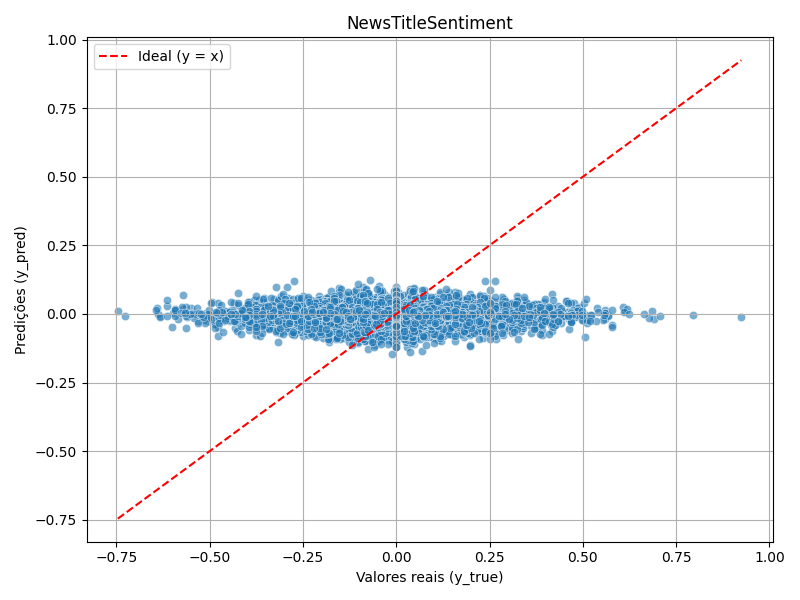 NewsTitleSentiment
Ideal (y = x)
1.00
0.75
0.50
0.25
0.00
−0.25
−0.50
−0.75
Predições (y_pred)
−0.75 −0.50 −0.25 0.00 0.25 0.50 0.75 1.00
Valores reais (y_true)